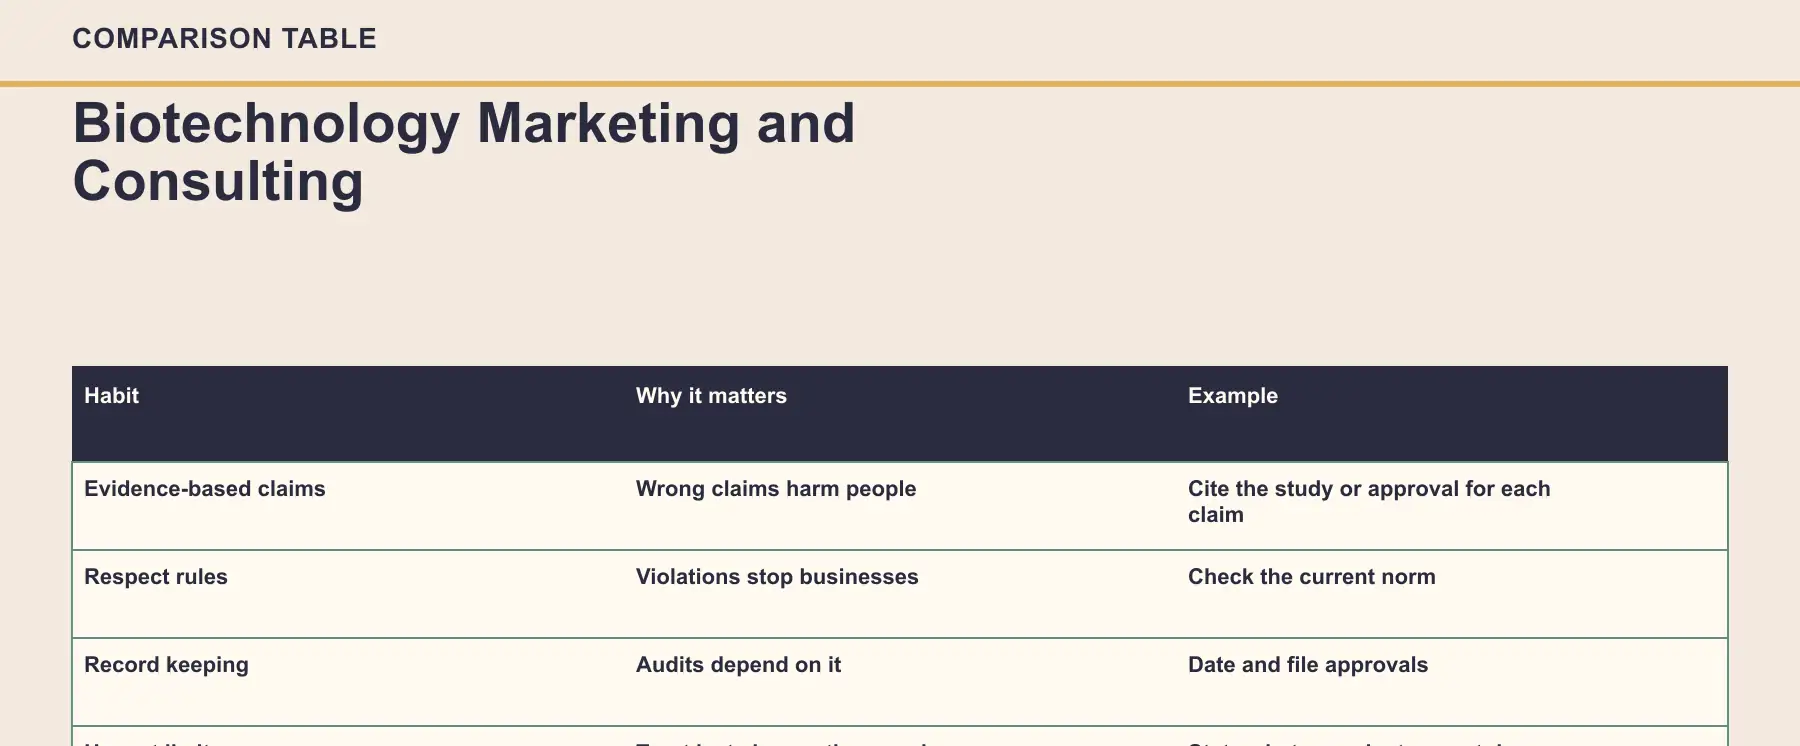 COMPARISON TABLE
Biotechnology Marketing and
Consulting
Habit Why it matters Example
Evidence-based claims Wrong claims harm people Cite the study or approval for each
claim
Respect rules Violations stop businesses Check the current norm
Record keeping Audits depend on it Date and file approvals